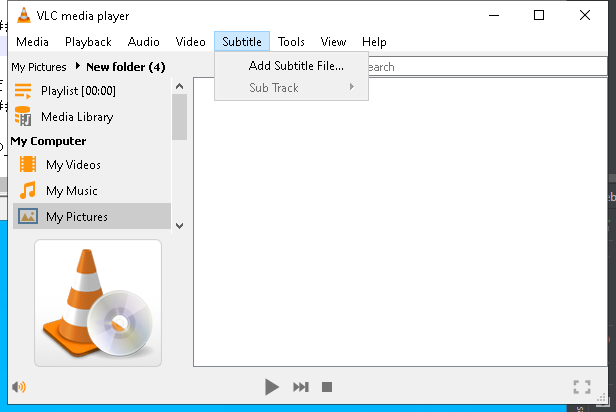 VLC media player
Media Playback Audio Video Subtitle Tools View Help
Add Subtitle File...
Sub Track
My Pictures New folder (4)
earch
Playlist [00:00]
Media Library
My Computer
My Videos
My Music
My Pictures